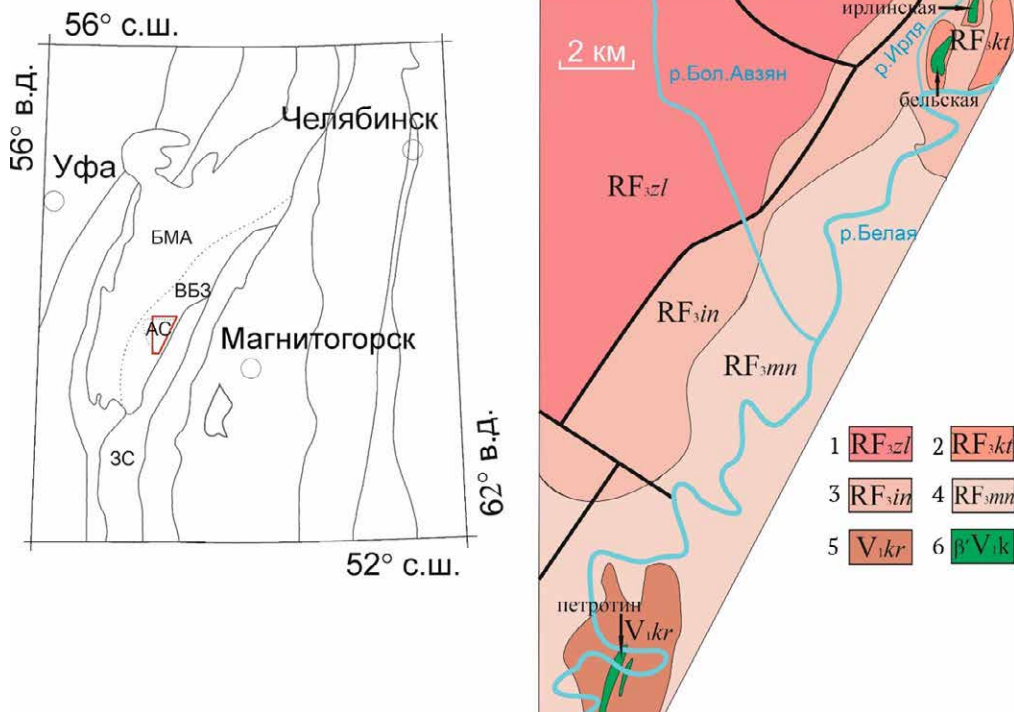 56° с.ш.
56° в.д.
Уфа
Челябинск
БМА
ВБЗ
АС
Магнитогорск
ЗС
62° в.д.
52° с.ш.
ирлинская
2 км
р.Бол.Авзян
р.Ирля
RF₃kt
бельская
RF₃zl
р.Белая
RF₃in
RF₃mn
1 RF₃zl 2 RF₃kt
3 RF₃in 4 RF₃mn
5 V₁kr 6 β'V₁k
петротин
V₁kr